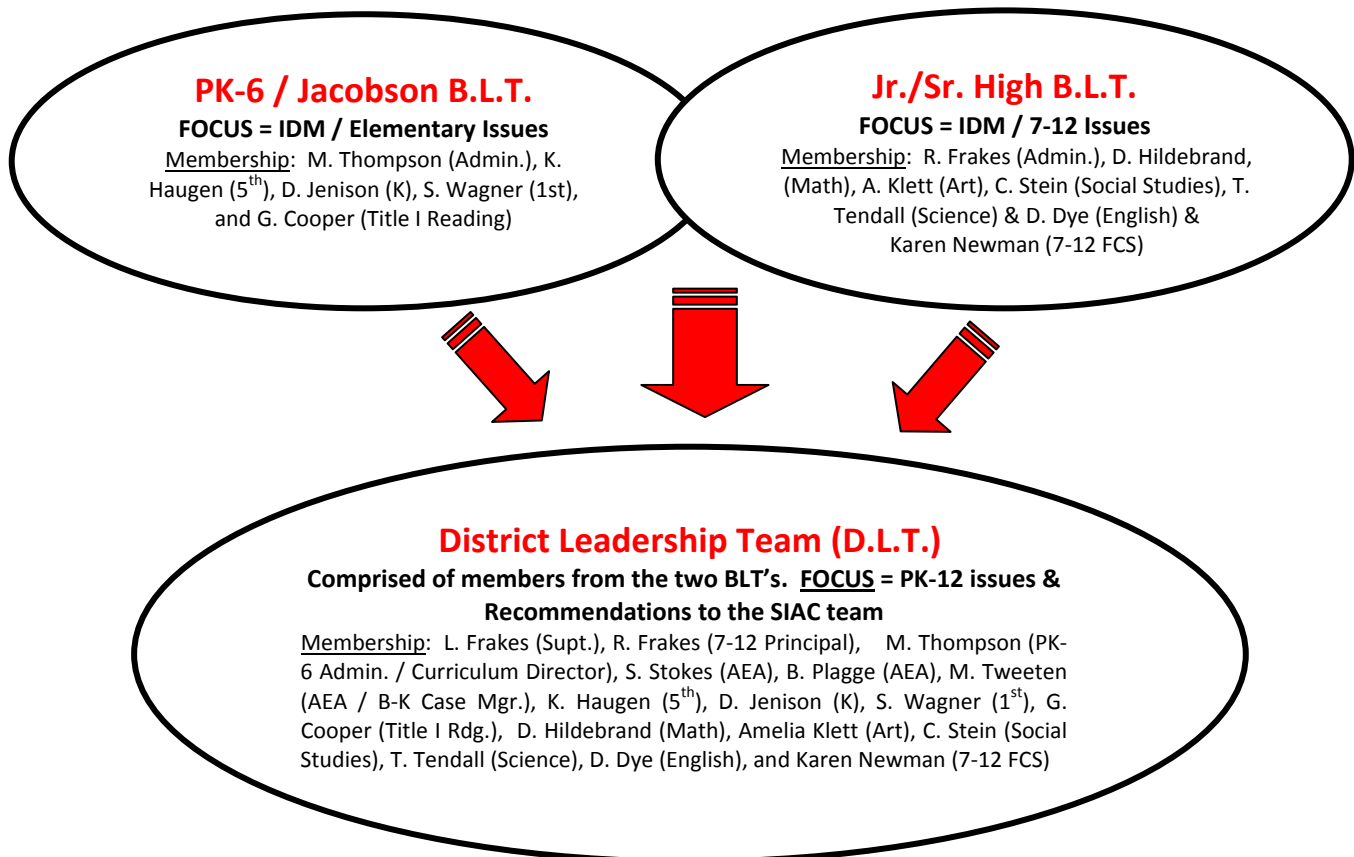 PK-6 / Jacobson B.L.T.
FOCUS = IDM / Elementary Issues
Membership: M. Thompson (Admin.), K.
Haugen (5th), D. Jenison (K), S. Wagner (1st),
and G. Cooper (Title I Reading)
Jr./Sr. High B.L.T.
FOCUS = IDM / 7-12 Issues
Membership: R. Frakes (Admin.), D. Hildebrand,
(Math), A. Klett (Art), C. Stein (Social Studies), T.
Tendall (Science) & D. Dye (English) &
Karen Newman (7-12 FCS)
District Leadership Team (D.L.T.)
Comprised of members from the two BLT's. FOCUS = PK-12 issues &
Recommendations to the SIAC team
Membership: L. Frakes (Supt.), R. Frakes (7-12 Principal), M. Thompson (PK-
6 Admin. / Curriculum Director), S. Stokes (AEA), B. Plagge (AEA), M. Tweeten
(AEA / B-K Case Mgr.), K. Haugen (5th), D. Jenison (K), S. Wagner (1st), G.
Cooper (Title I Rdg.), D. Hildebrand (Math), Amelia Klett (Art), C. Stein (Social
Studies), T. Tendall (Science), D. Dye (English), and Karen Newman (7-12 FCS)